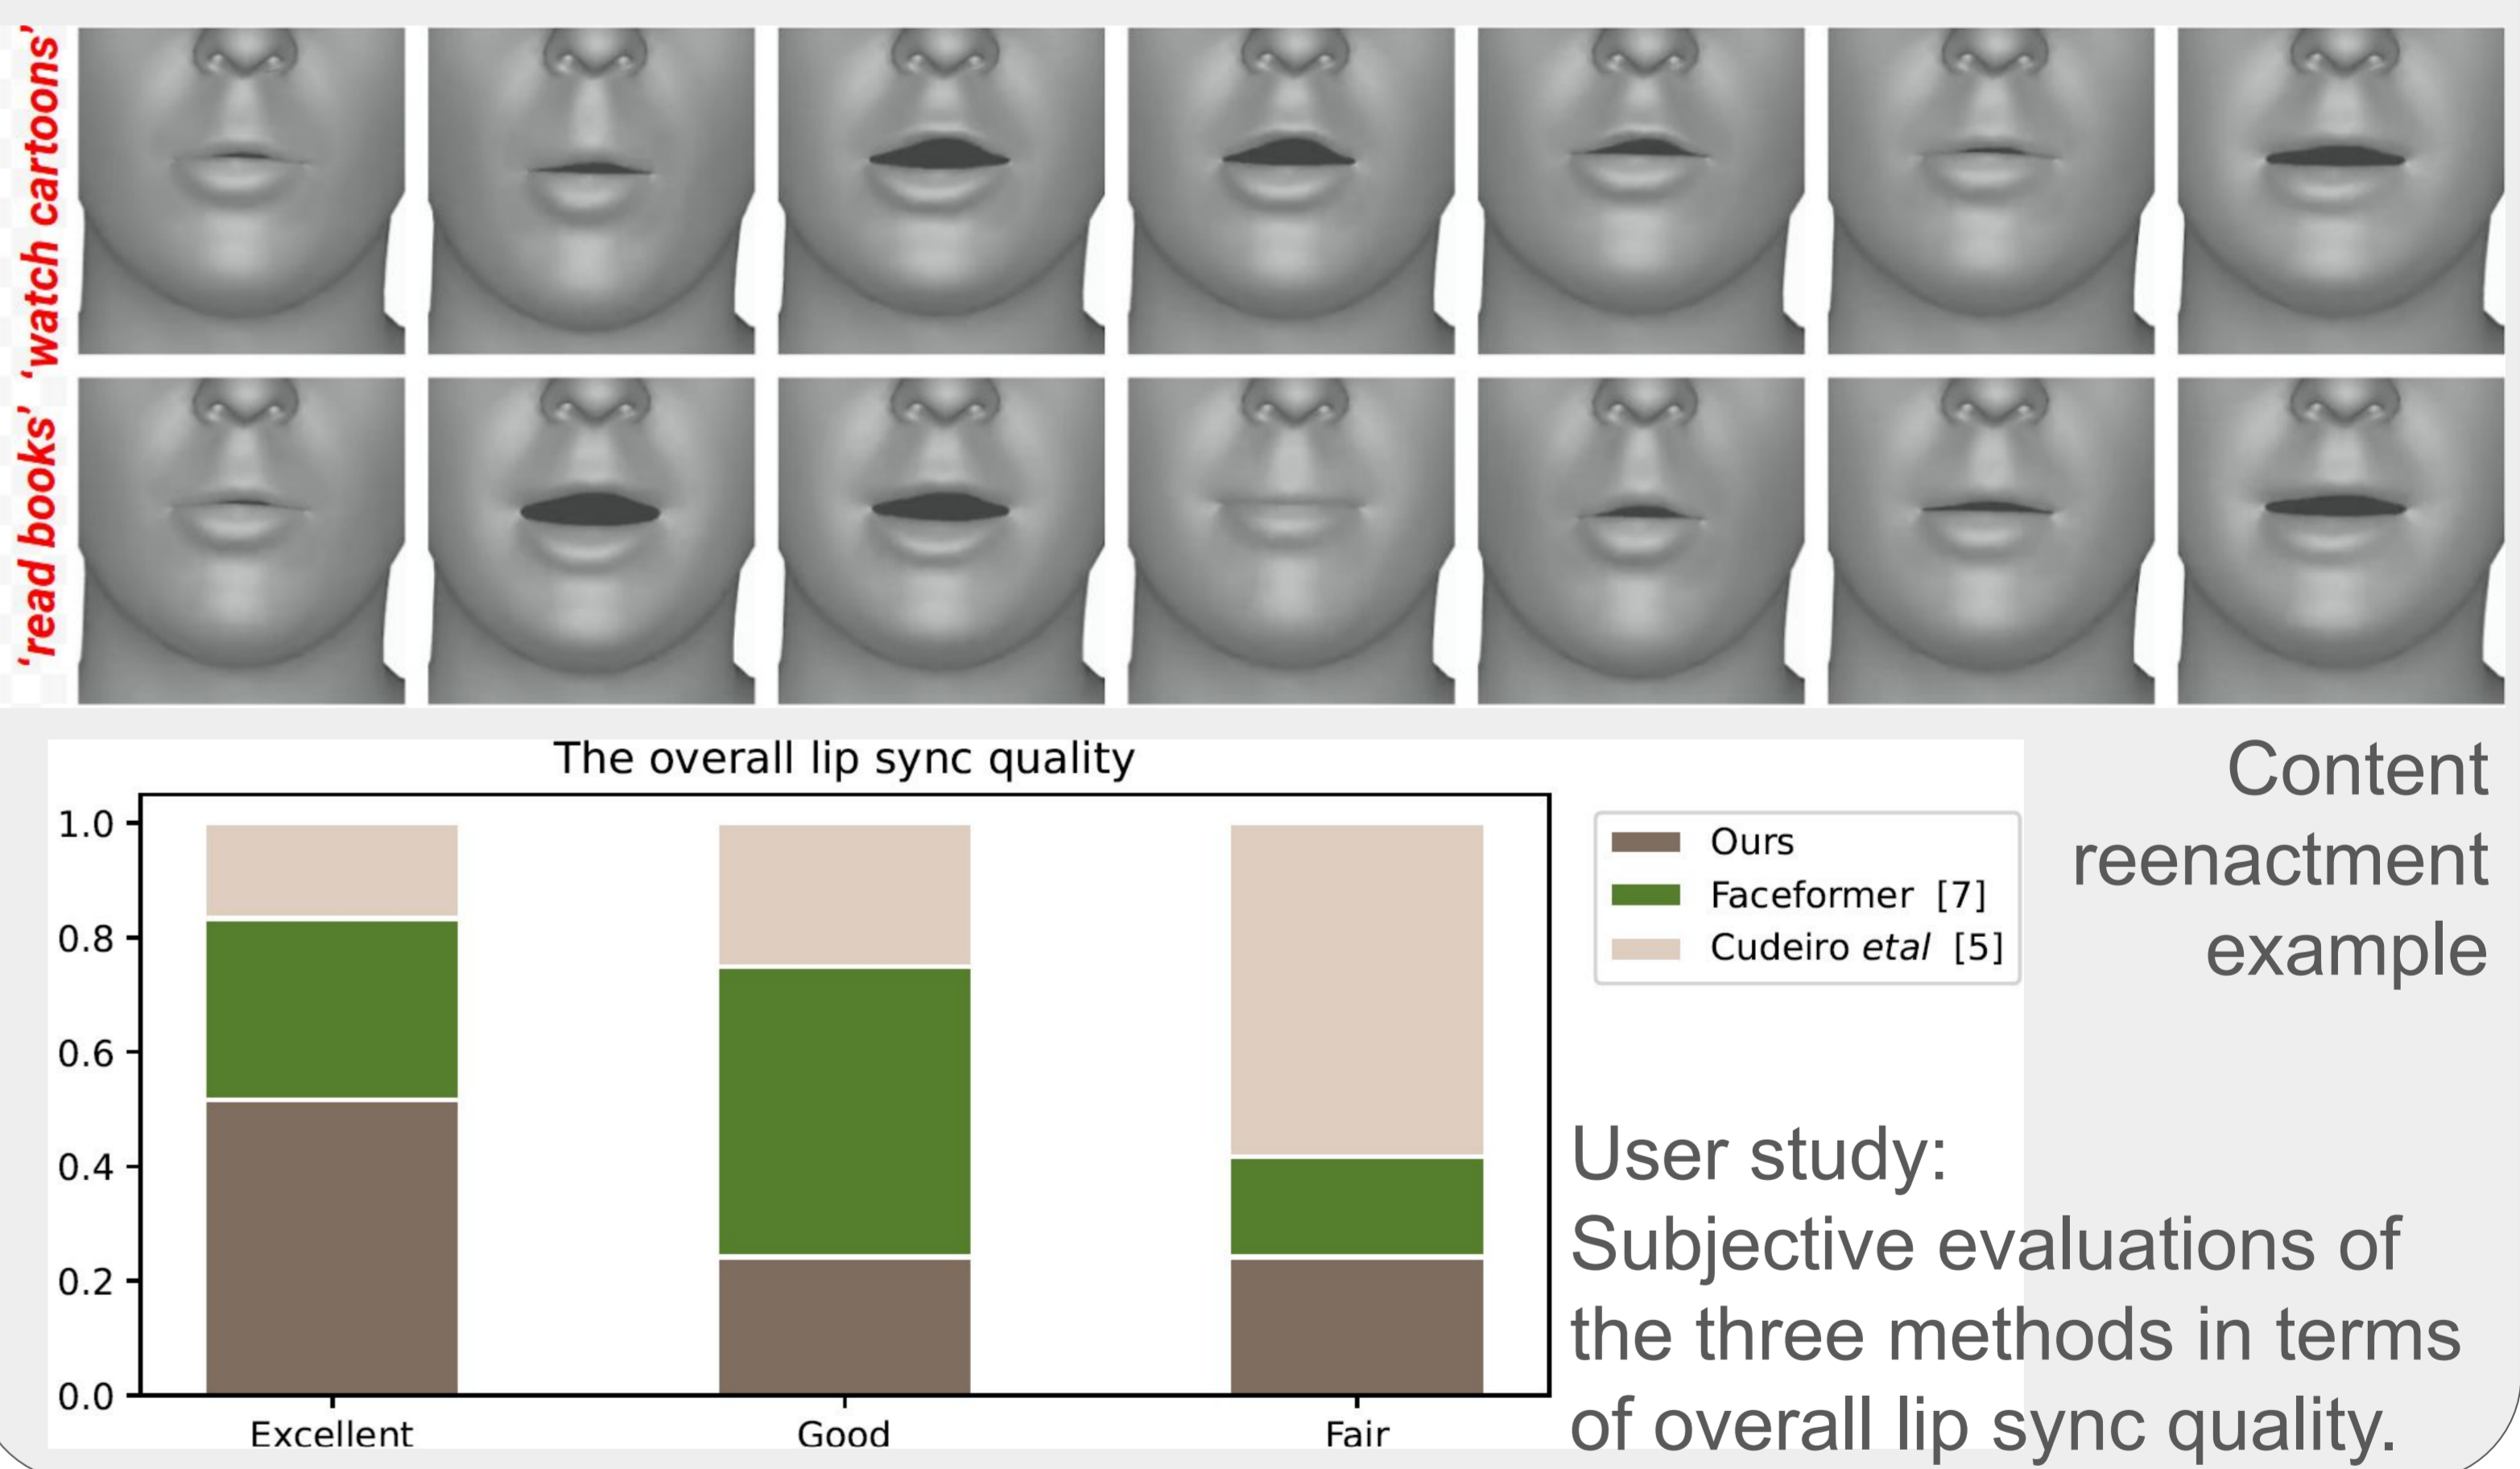 ‘watch cartoons’
‘read books’
The overall lip sync quality
1.0
0.8
0.6
0.4
0.2
0.0
Excellent
Good
Fair
Ours
Faceformer [7]
Cudeiro etal [5]
Content
reenactment
example
User study:
Subjective evaluations of
the three methods in terms
of overall lip sync quality.